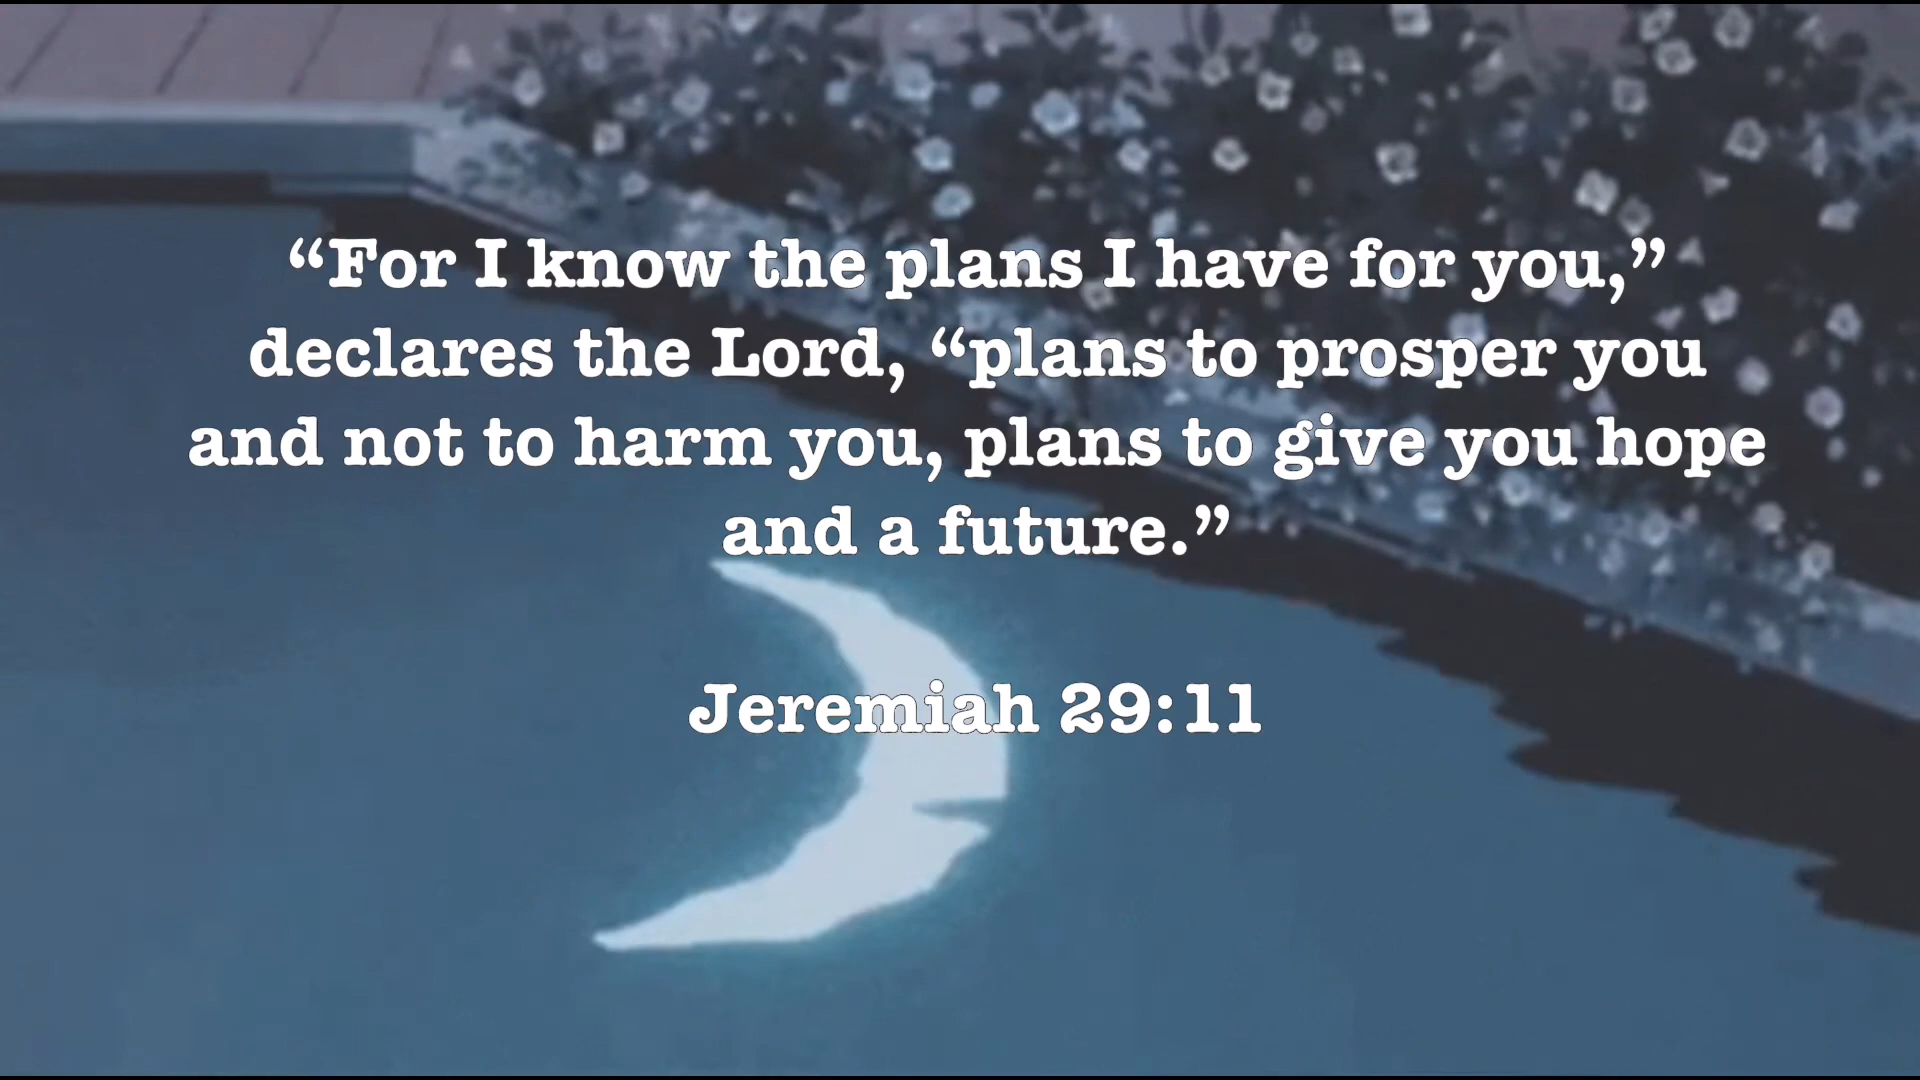 “For I know the plans I have for you,”
declares the Lord, “plans to prosper you
and not to harm you, plans to give you hope
and a future.”
Jeremiah 29:11